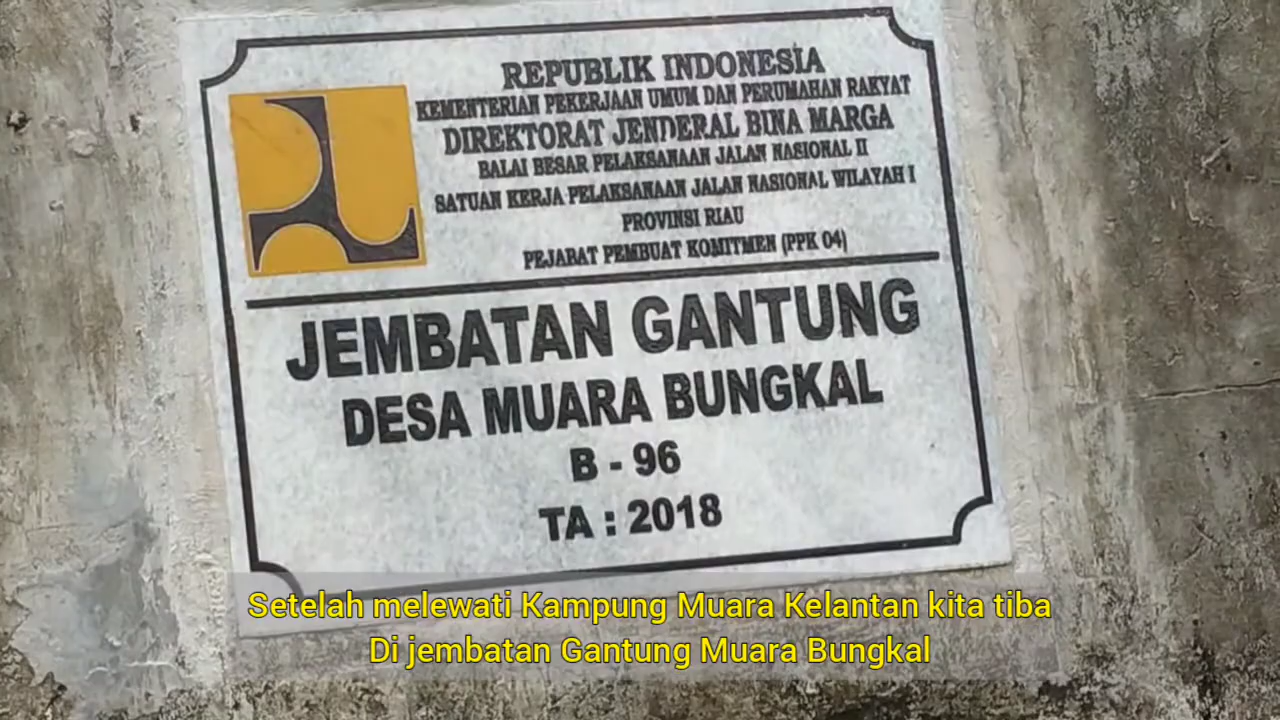 REPUBLIK INDONESIA
KEMENTERIAN PEKERJAAN UMUM DAN PERUMAHAN RAKYAT
DIREKTORAT JENDERAL BINA MARGA
BALAI BESAR PELAKSANAAN JALAN NASIONAL II
SATUAN KERJA PELAKSANAAN JALAN NASIONAL WILAYAH I
PROVINSI RIAU
PEJABAT PEMBUAT KOMITMEN (PPK 04)
JEMBATAN GANTUNG
DESA MUARA BUNGKAL
B - 96
TA : 2018
Setelah melewati Kampung Muara Kelantan kita tiba
Di jembatan Gantung Muara Bungkal